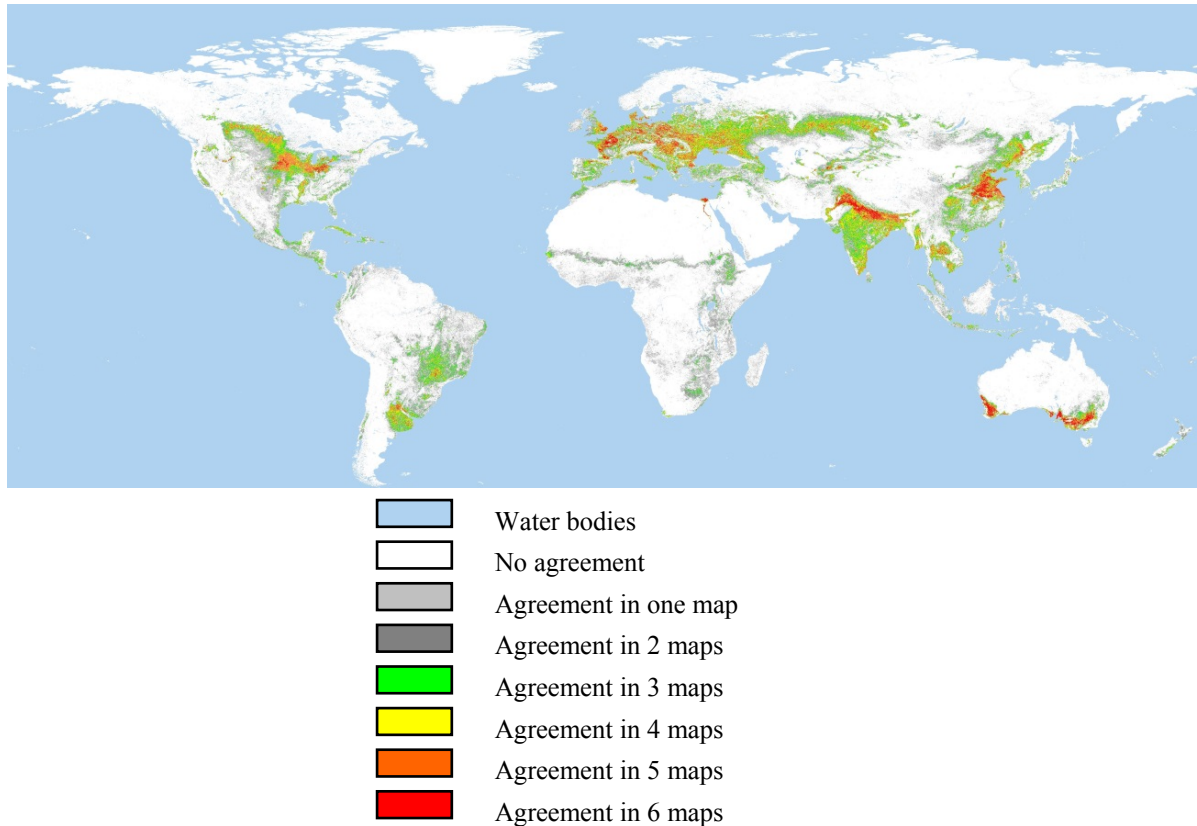 Water bodies
No agreement
Agreement in one map
Agreement in 2 maps
Agreement in 3 maps
Agreement in 4 maps
Agreement in 5 maps
Agreement in 6 maps